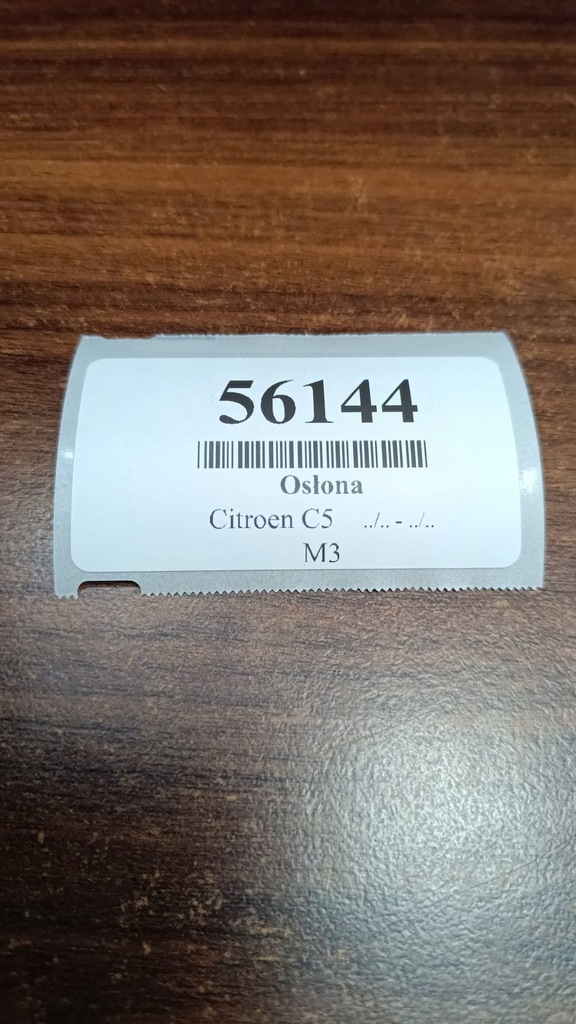 56144
Osłona
Citroen C5 ../.. - ../..
M3